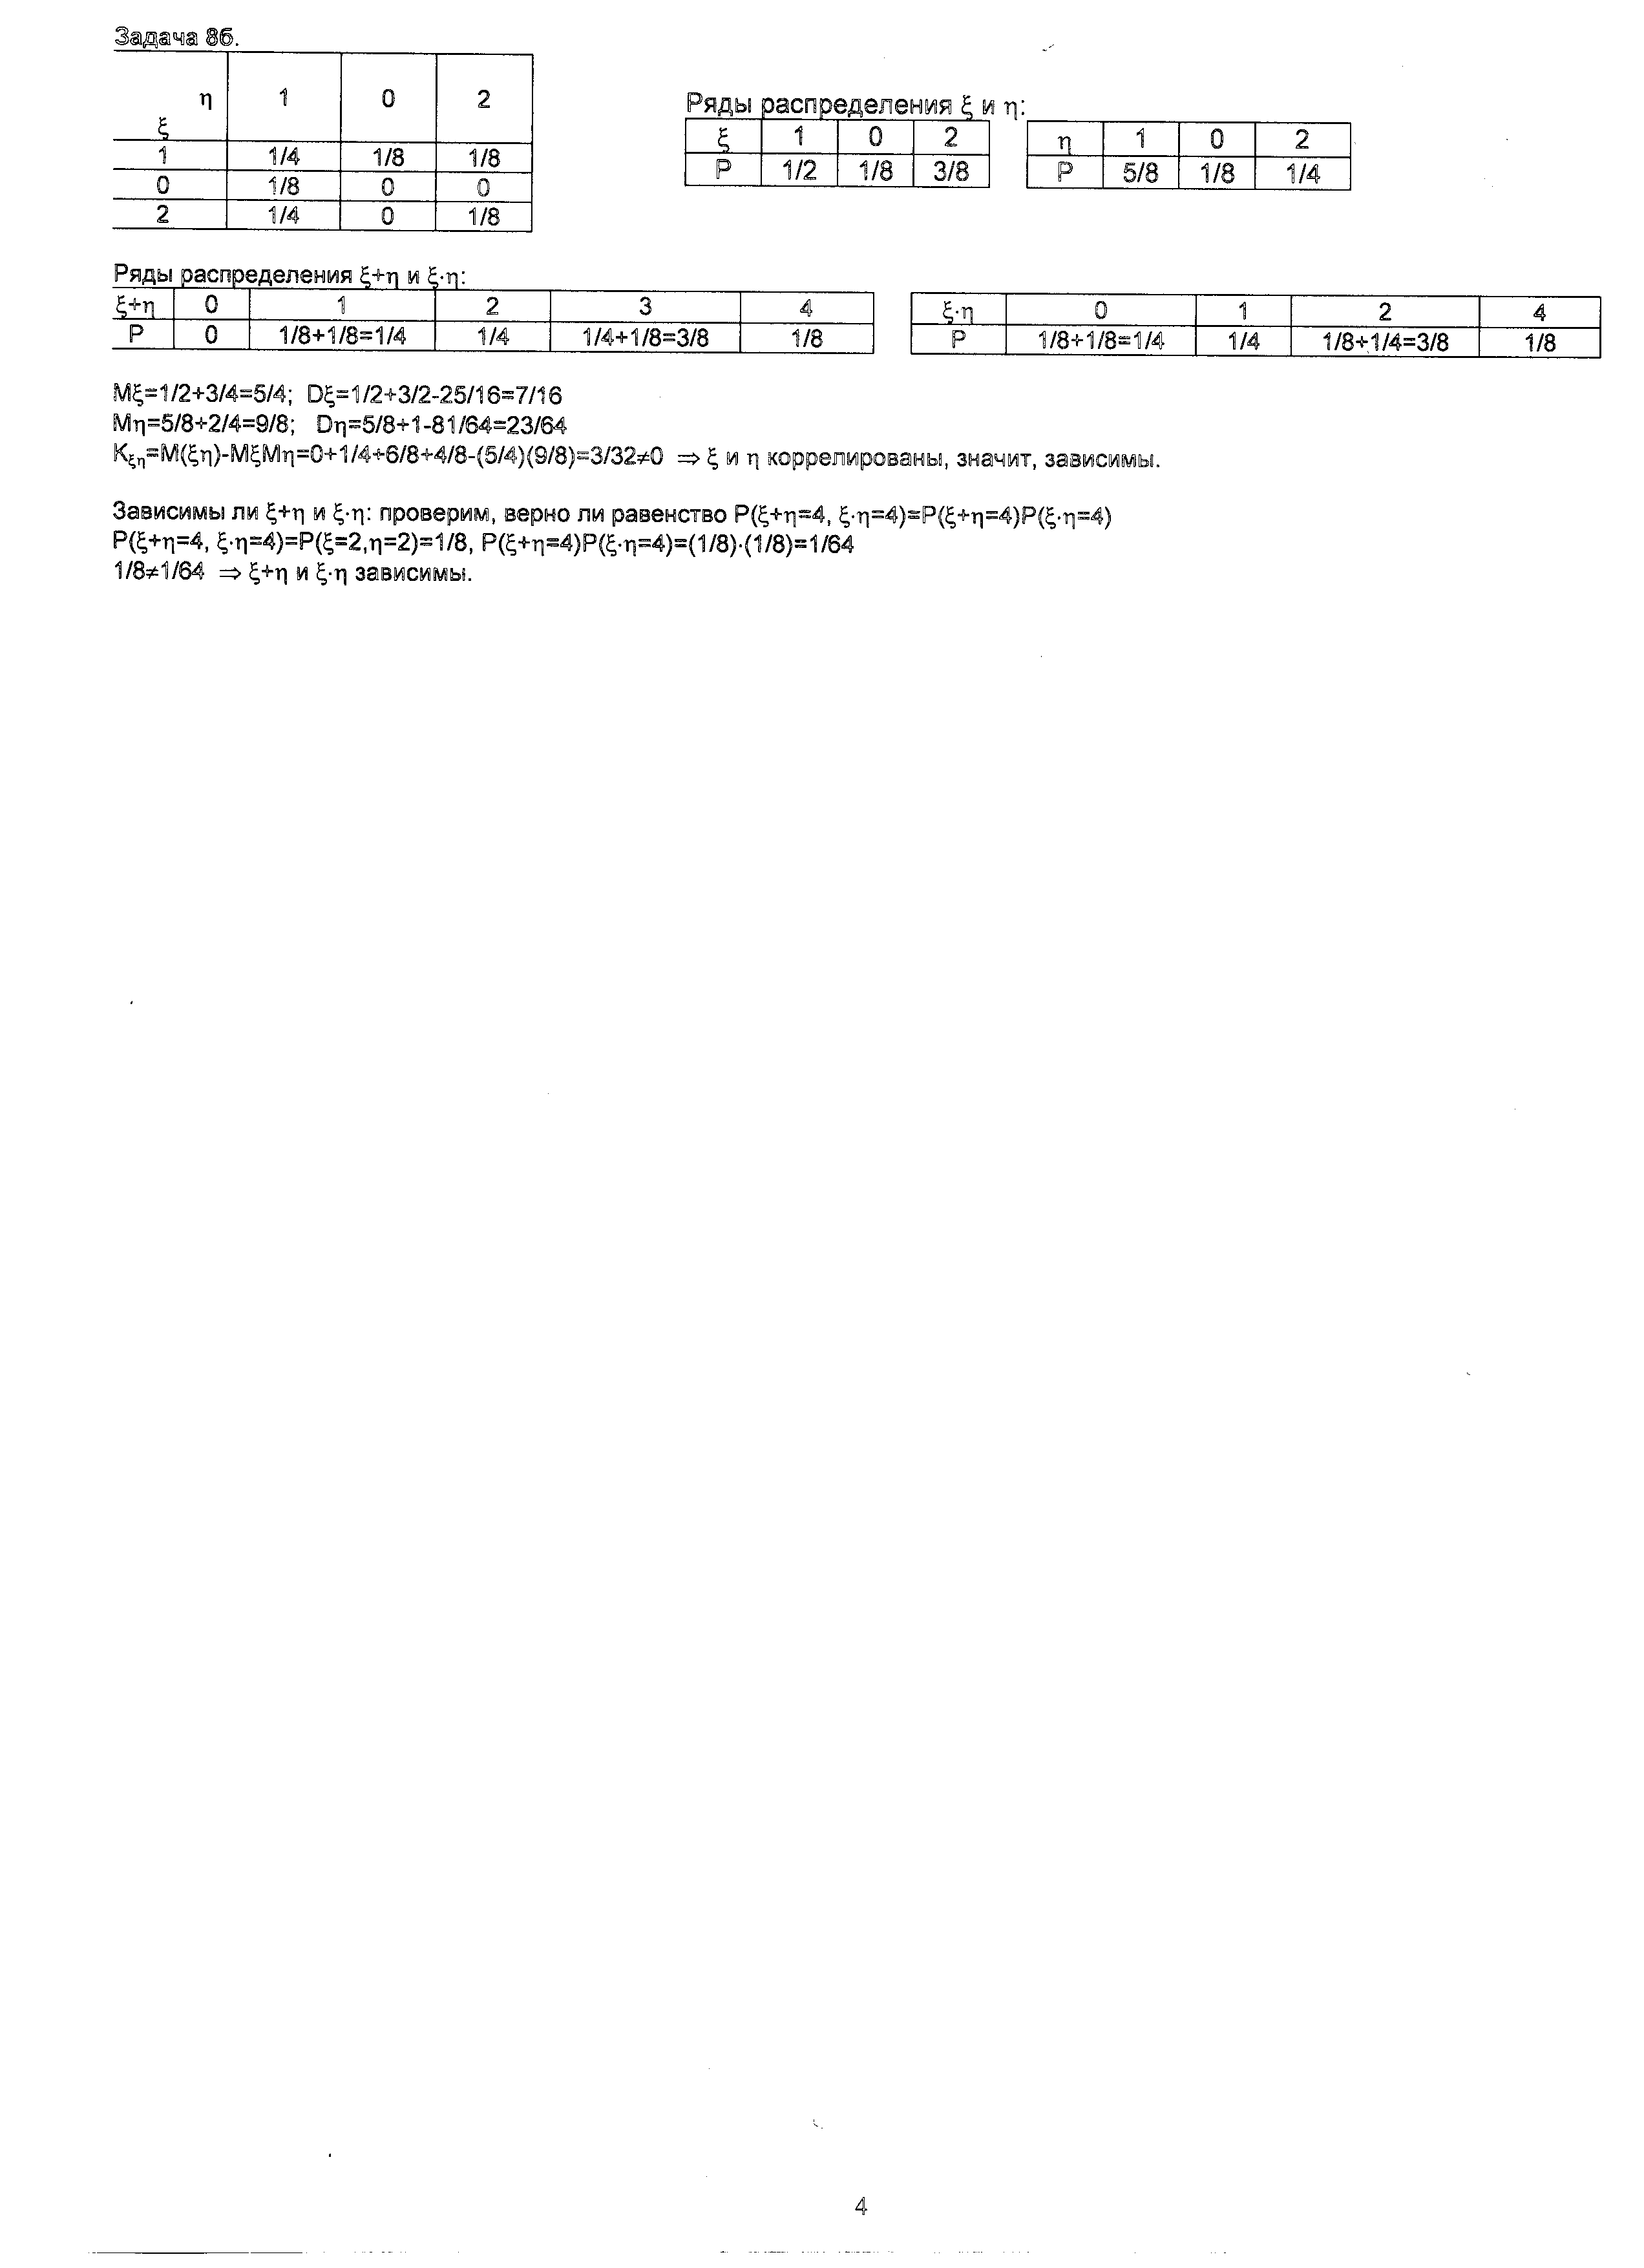 Задача 8б.
η 1 0 2
ξ
1 1/4 1/8 1/8
0 1/8 0 0
2 1/4 0 1/8
Ряды распределения ξ и η:
ξ 1 0 2
P 1/2 1/8 3/8
η 1 0 2
P 5/8 1/8 1/4
Ряды распределения ξ+η и ξ·η:
ξ+η 0 1 2 3 4
P 0 1/8+1/8=1/4 1/4 1/4+1/8=3/8 1/8
ξ·η 0 1 2 4
P 1/8+1/8=1/4 1/4 1/8+1/4=3/8 1/8
Mξ=1/2+3/4=5/4; Dξ=1/2+3/2-25/16=7/16
Mη=5/8+2/4=9/8; Dη=5/8+1-81/64=23/64
Kξη=M(ξη)-MξMη=0+1/4+6/8+4/8-(5/4)(9/8)=3/32≠0 ⇒ ξ и η коррелированы, значит, зависимы.
Зависимы ли ξ+η и ξ·η: проверим, верно ли равенство P(ξ+η=4, ξ·η=4)=P(ξ+η=4)P(ξ·η=4)
P(ξ+η=4, ξ·η=4)=P(ξ=2,η=2)=1/8, P(ξ+η=4)P(ξ·η=4)=(1/8)·(1/8)=1/64
1/8≠1/64 ⇒ ξ+η и ξ·η зависимы.
4